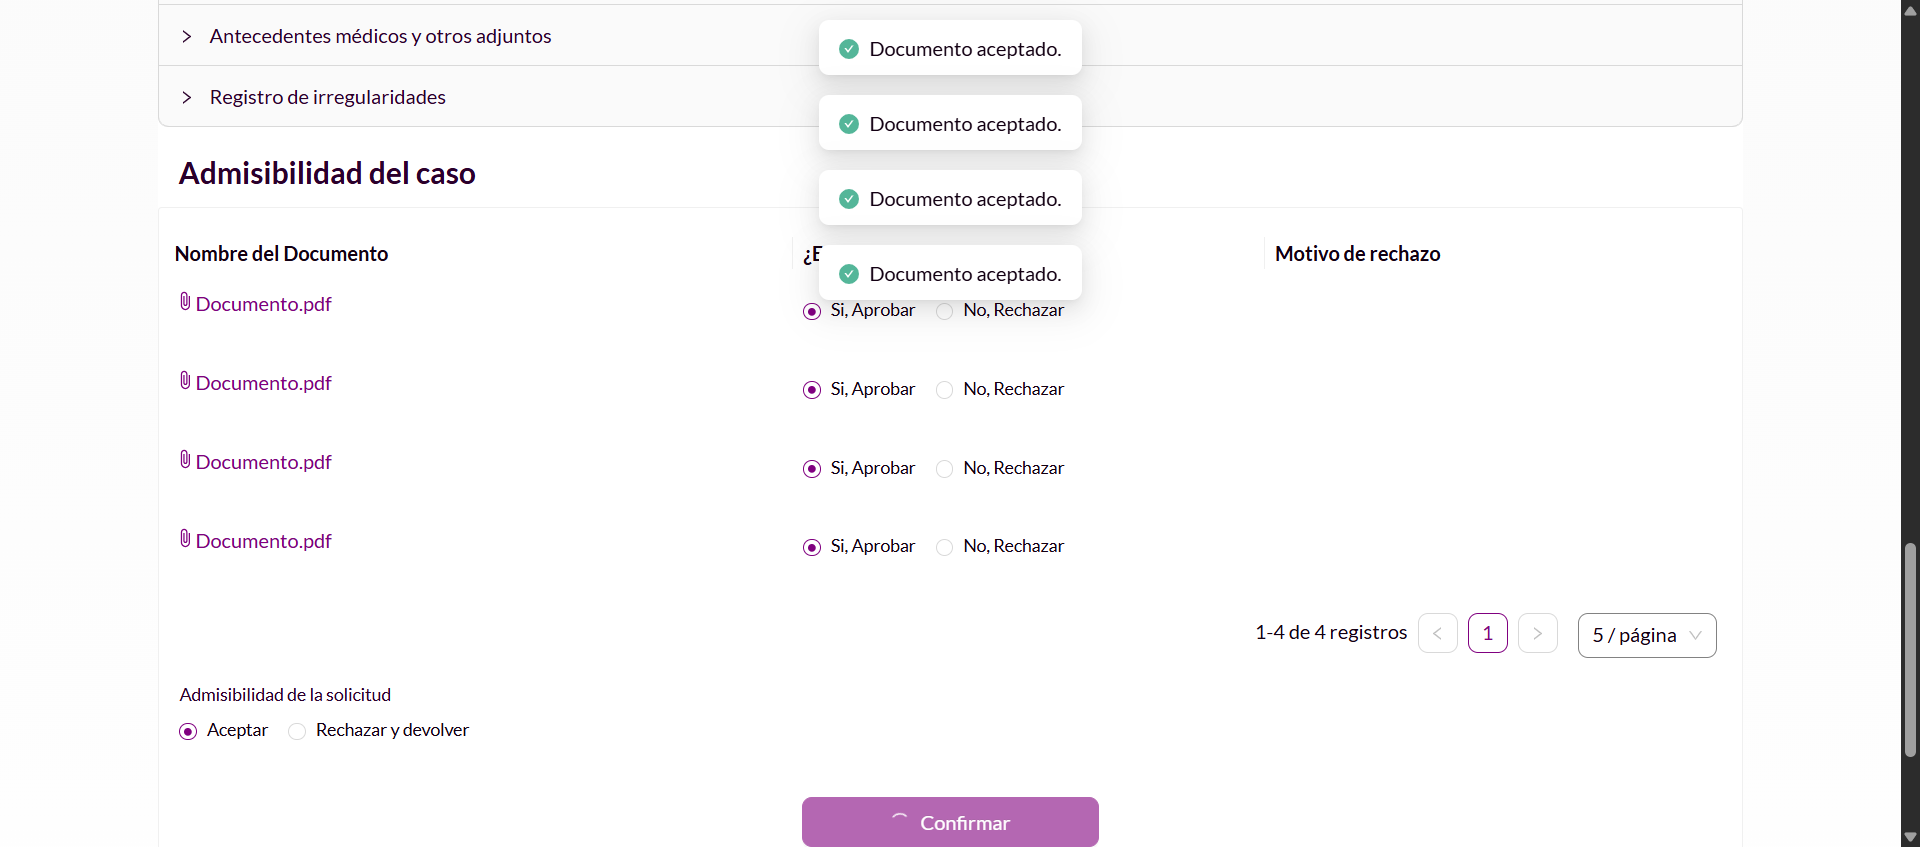 Antecedentes médicos y otros adjuntos
Documento aceptado.
Registro de irregularidades
Documento aceptado.
Admisibilidad del caso
Documento aceptado.
Nombre del Documento
Motivo de rechazo
Documento aceptado.
Documento.pdf
Si, Aprobar No, Rechazar
Documento.pdf
Si, Aprobar No, Rechazar
Documento.pdf
Si, Aprobar No, Rechazar
Documento.pdf
Si, Aprobar No, Rechazar
1-4 de 4 registros < 1 > 5 / página
Admisibilidad de la solicitud
Aceptar Rechazar y devolver
Confirmar